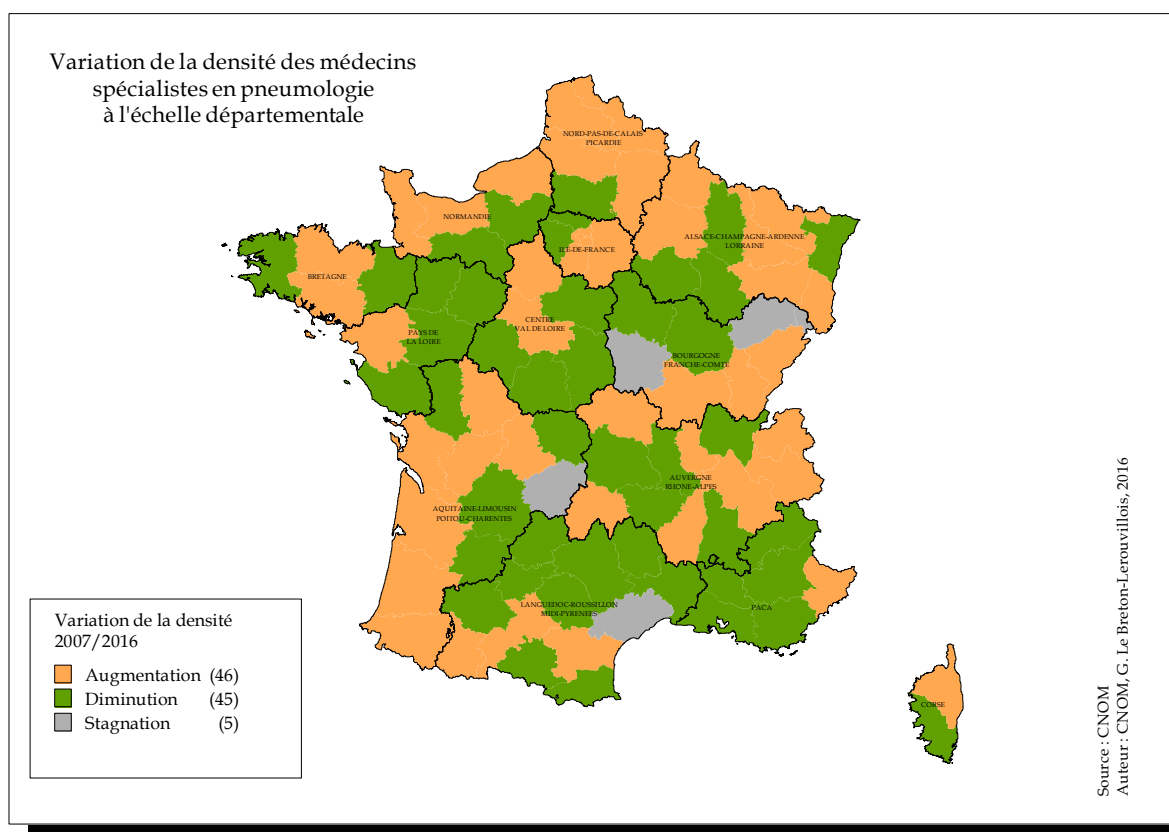 Variation de la densité des médecins
spécialistes en pneumologie
à l'échelle départementale
NORD-PAS-DE-CALAIS
PICARDIE
NORMANDIE
ILE-DE-FRANCE
ALSACE-CHAMPAGNE-ARDENNE
LORRAINE
BRETAGNE
PAYS DE
LA LOIRE
CENTRE
VAL DE LOIRE
BOURGOGNE
FRANCHE-COMTE
AQUITAINE-LIMOUSIN
POITOU-CHARENTES
AUVERGNE
RHONE-ALPES
LANGUEDOC-ROUSSILLON
MIDI-PYRENEES
PACA
CORSE
Variation de la densité
2007/2016
Augmentation (46)
Diminution (45)
Stagnation (5)
Source : CNOM
Auteur : CNOM, G. Le Breton-Lerouvillois, 2016